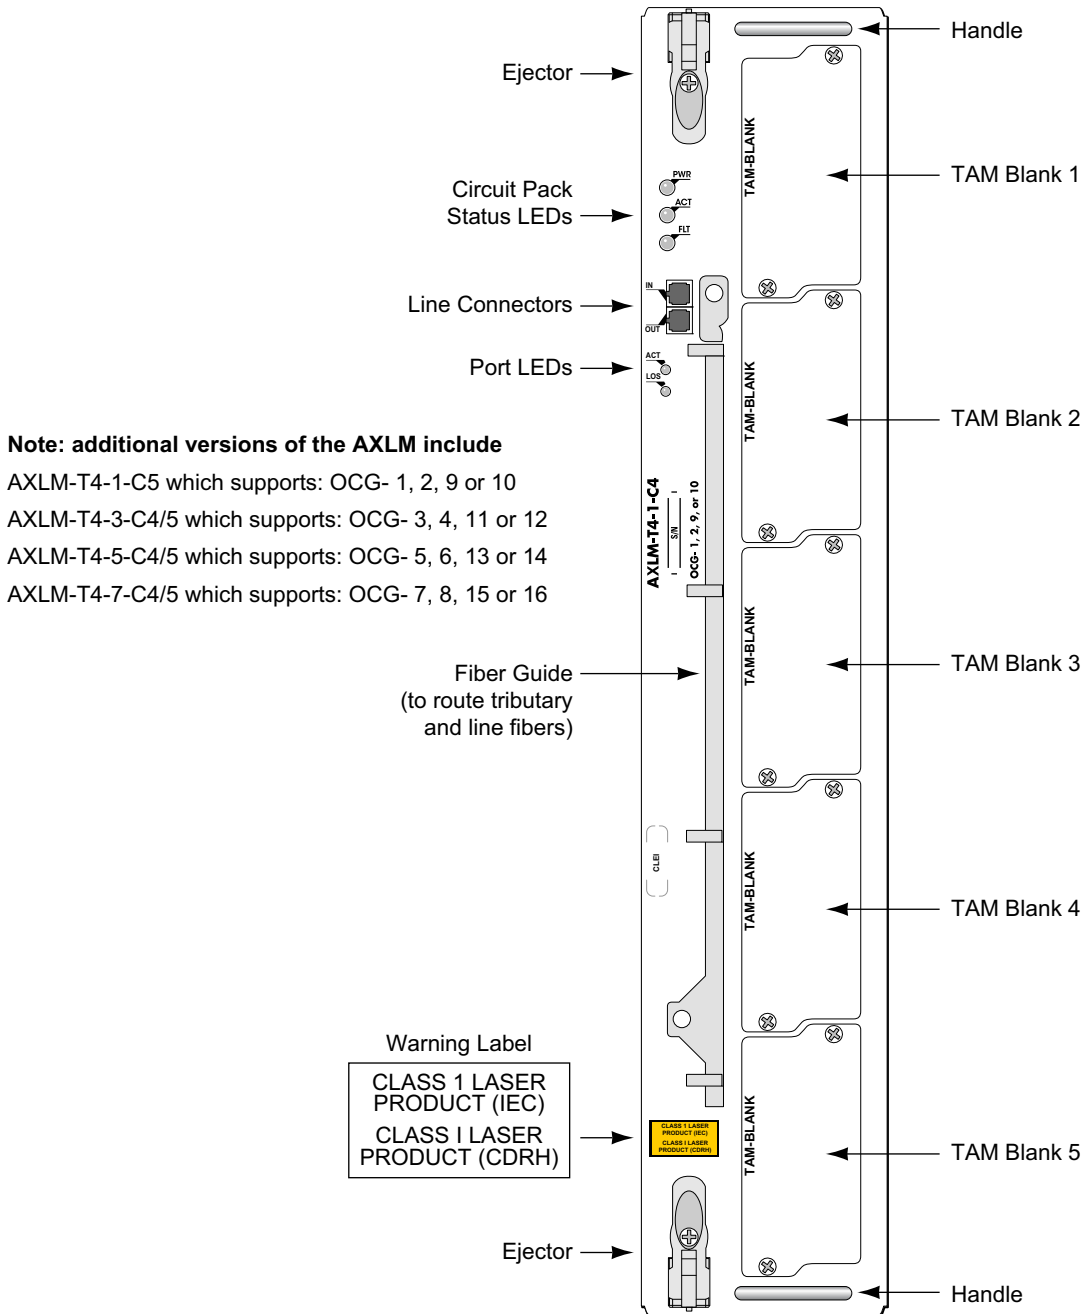 Handle
Ejector
TAM-BLANK
TAM Blank 1
Circuit Pack
Status LEDs
PWR
ACT
FLT
Line Connectors
IN
OUT
Port LEDs
ACT
LOS
TAM-BLANK
TAM Blank 2
Note: additional versions of the AXLM include
AXLM-T4-1-C5 which supports: OCG- 1, 2, 9 or 10
AXLM-T4-3-C4/5 which supports: OCG- 3, 4, 11 or 12
AXLM-T4-5-C4/5 which supports: OCG- 5, 6, 13 or 14
AXLM-T4-7-C4/5 which supports: OCG- 7, 8, 15 or 16
AXLM-T4-1-C4
S/N
OCG- 1, 2, 9, or 10
Fiber Guide
(to route tributary
and line fibers)
TAM-BLANK
TAM Blank 3
CLEI
TAM-BLANK
TAM Blank 4
Warning Label
CLASS 1 LASER
PRODUCT (IEC)
CLASS I LASER
PRODUCT (CDRH)
CLASS 1 LASER
PRODUCT (IEC)
CLASS I LASER
PRODUCT (CDRH)
TAM-BLANK
TAM Blank 5
Ejector
Handle